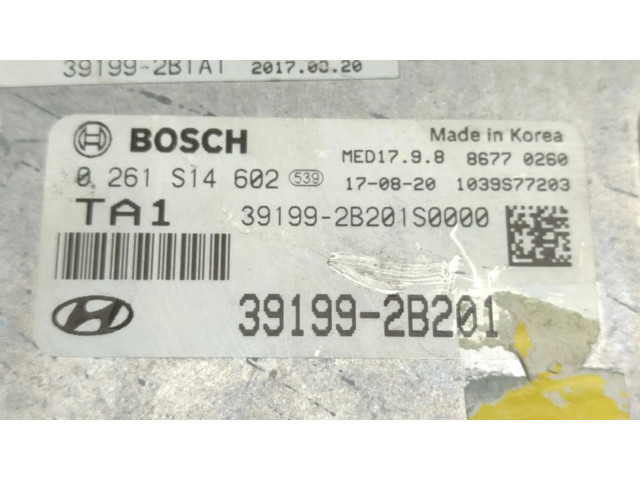 39199-2B1A1 2017.08.20
BOSCH Made in Korea
MED17.9.8 8677 0260
0 261 S14 602 539 17-08-20 1039S77203
TA1 39199-2B201S0000
39199-2B201